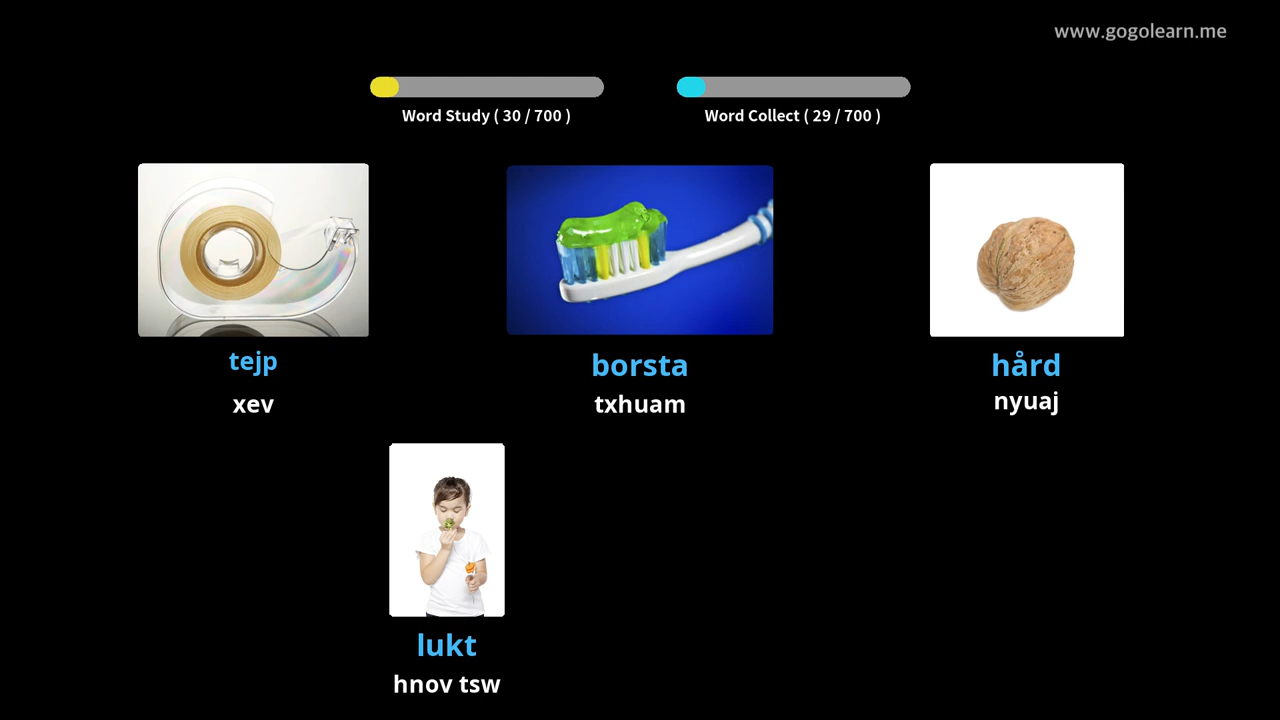 www.gogolearn.me
Word Study ( 30 / 700 )
Word Collect ( 29 / 700 )
tejp
borsta
hård
xev
txhuam
nyuaj
lukt
hnov tsw